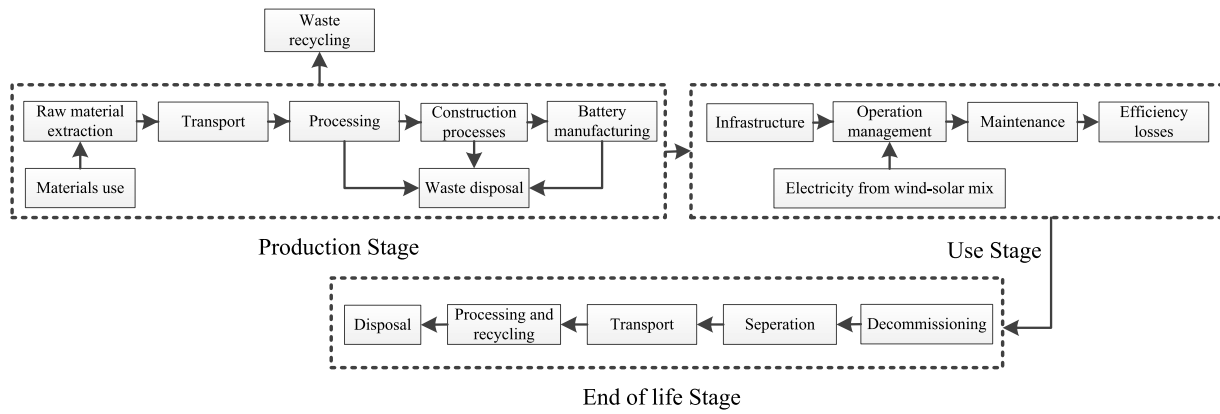 Waste
recycling
Raw material
extraction
Transport
Processing
Construction
processes
Battery
manufacturing
Materials use
Waste disposal
Production Stage
Infrastructure
Operation
management
Maintenance
Efficiency
losses
Electricity from wind-solar mix
Use Stage
Disposal
Processing and
recycling
Transport
Seperation
Decommissioning
End of life Stage